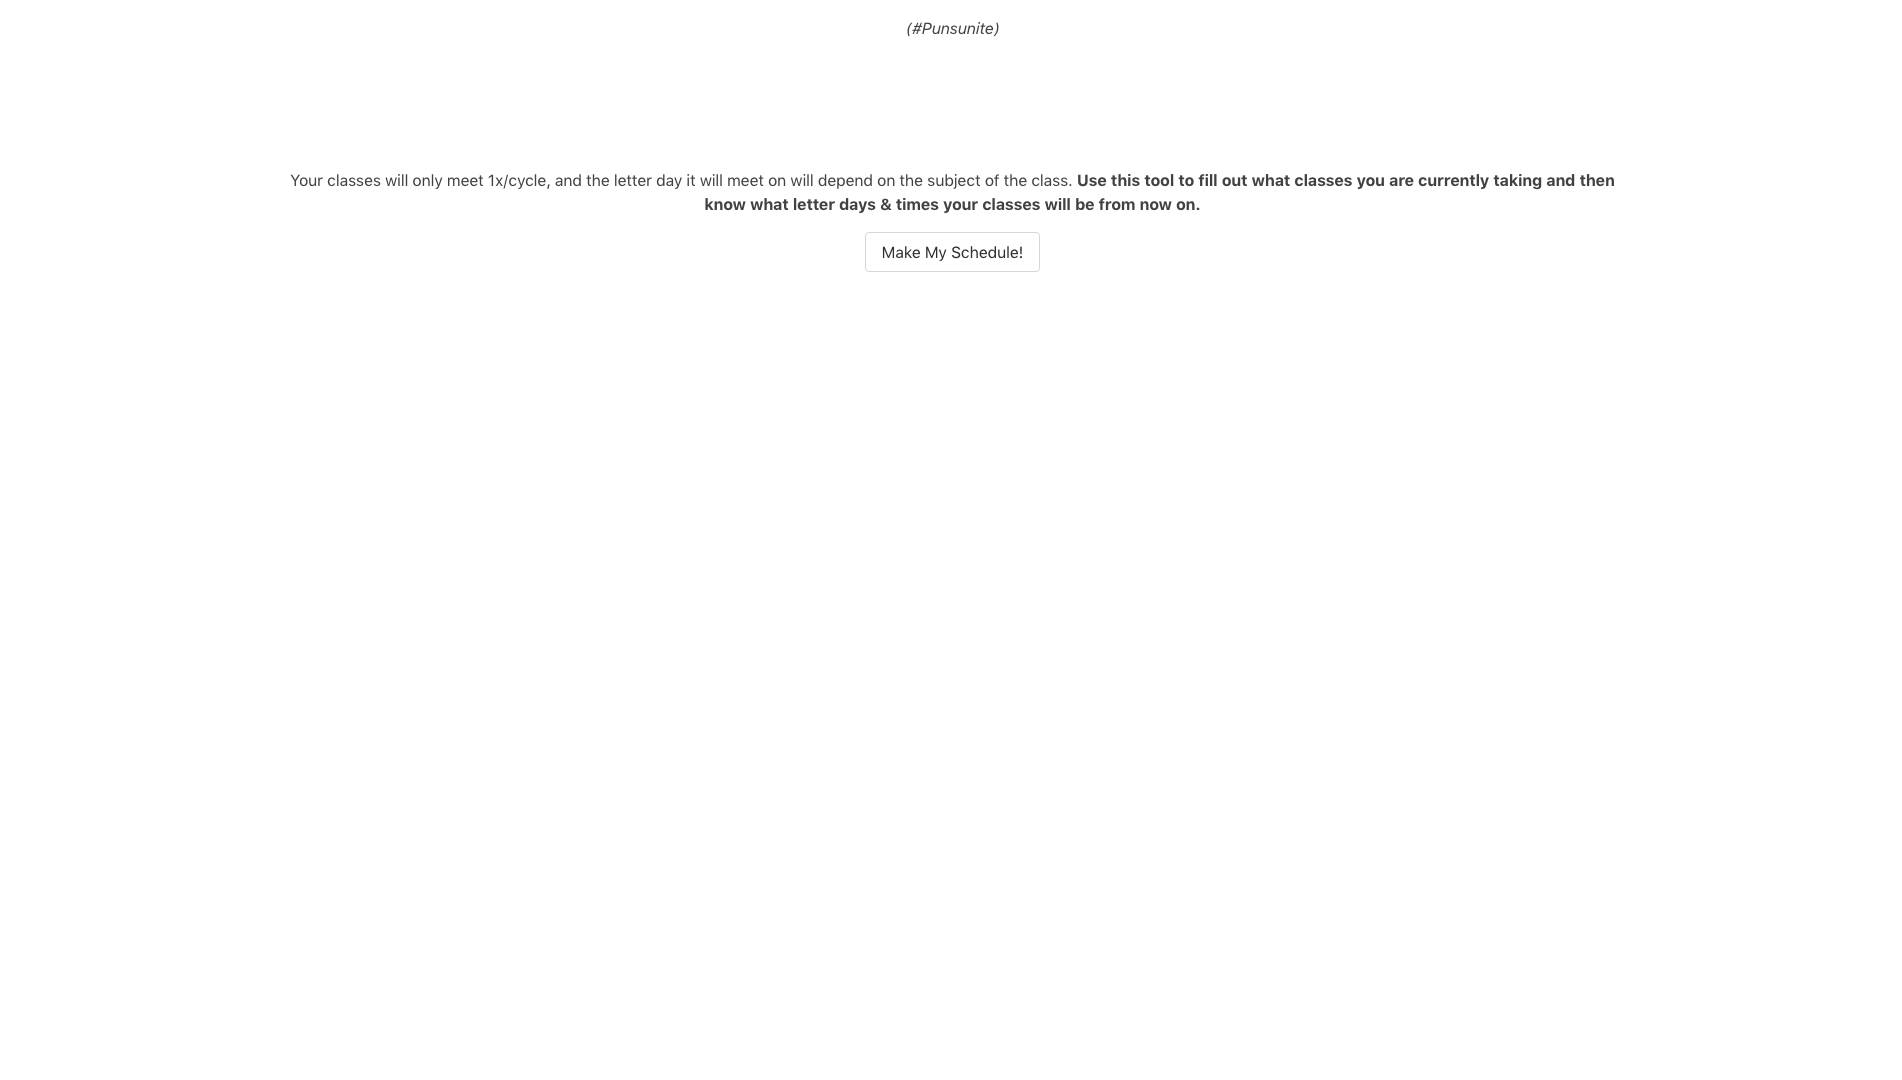 (#Punsunite)
Your classes will only meet 1x/cycle, and the letter day it will meet on will depend on the subject of the class. Use this tool to fill out what classes you are currently taking and then
know what letter days & times your classes will be from now on.
Make My Schedule!